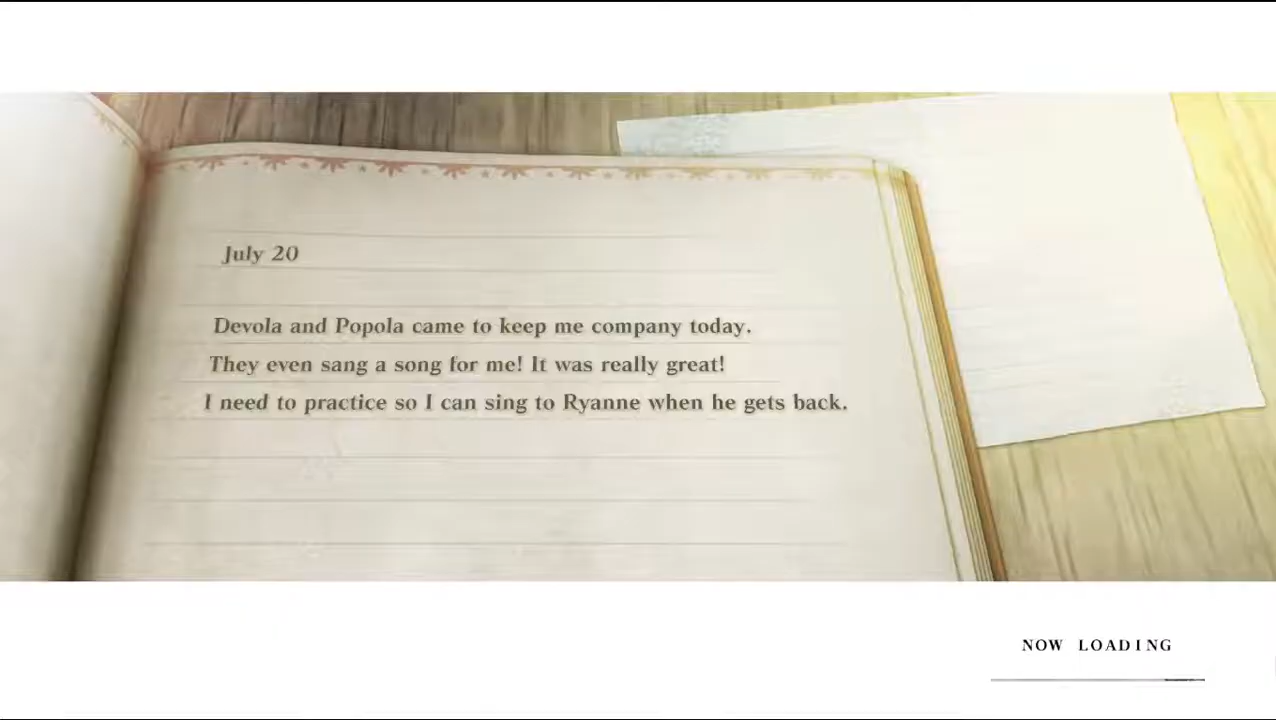 July 20
Devola and Popola came to keep me company today.
They even sang a song for me! It was really great!
I need to practice so I can sing to Ryanne when he gets back.
NOW LOADING